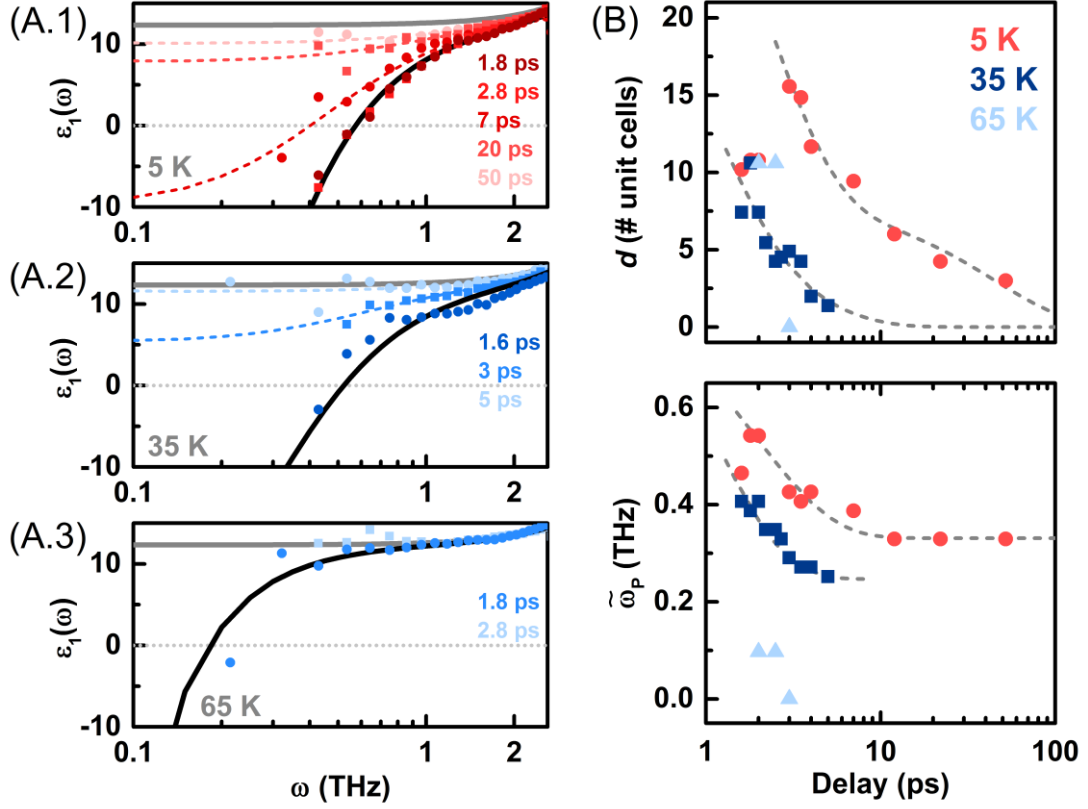 (A.1)
10
0
-10
ε₁(ω)
1.8 ps
2.8 ps
7 ps
20 ps
50 ps
5 K
0.1
1
2
(A.2)
10
0
-10
ε₁(ω)
1.6 ps
3 ps
5 ps
35 K
0.1
1
2
(A.3)
10
0
-10
ε₁(ω)
1.8 ps
2.8 ps
65 K
0.1
1
2
ω (THz)
(B)
20
15
10
5
0
d (# unit cells)
5 K
35 K
65 K
0.6
0.4
0.2
0.0
ω̃ₚ (THz)
1
10
100
Delay (ps)